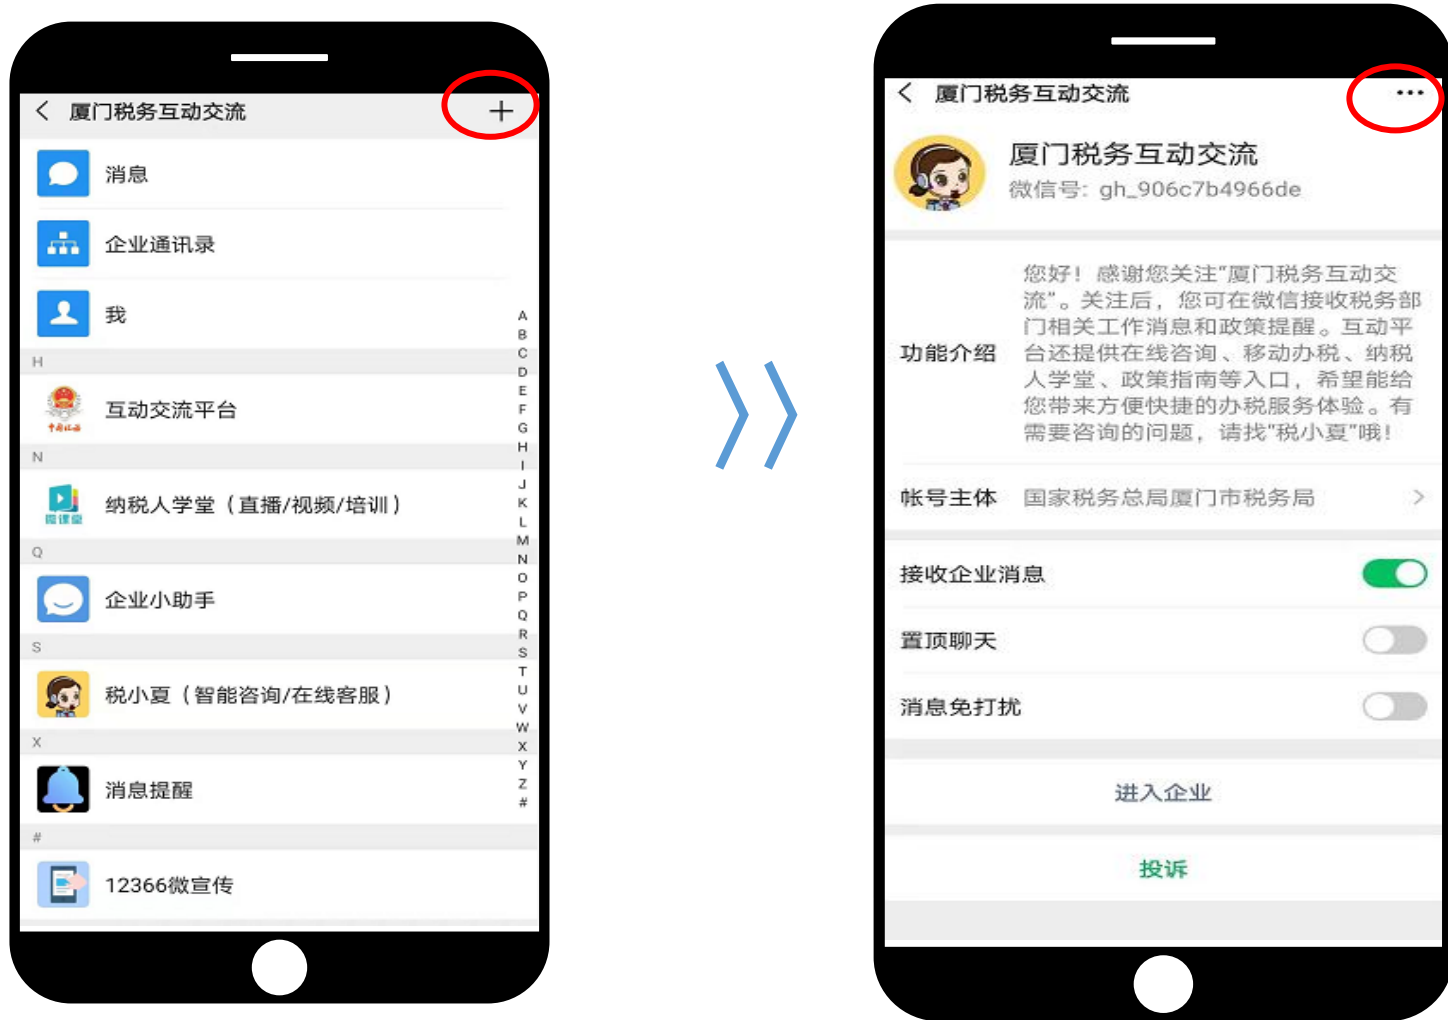 厦门税务互动交流
消息
企业通讯录
我
H
互动交流平台
N
纳税人学堂（直播/视频/培训）
微课堂
Q
企业小助手
S
税小夏（智能咨询/在线客服）
X
消息提醒
#
12366微宣传
A
B
C
D
E
F
G
H
I
J
K
L
M
N
O
P
Q
R
S
T
U
V
W
X
Y
Z
#
厦门税务互动交流
厦门税务互动交流
微信号: gh_906c7b4966de
功能介绍
您好！感谢您关注"厦门税务互动交
流"。关注后，您可在微信接收税务部
门相关工作消息和政策提醒。互动平
台还提供在线咨询、移动办税、纳税
人学堂、政策指南等入口，希望能给
您带来方便快捷的办税服务体验。有
需要咨询的问题，请找"税小夏"哦！
帐号主体 国家税务总局厦门市税务局
接收企业消息
置顶聊天
消息免打扰
进入企业
投诉